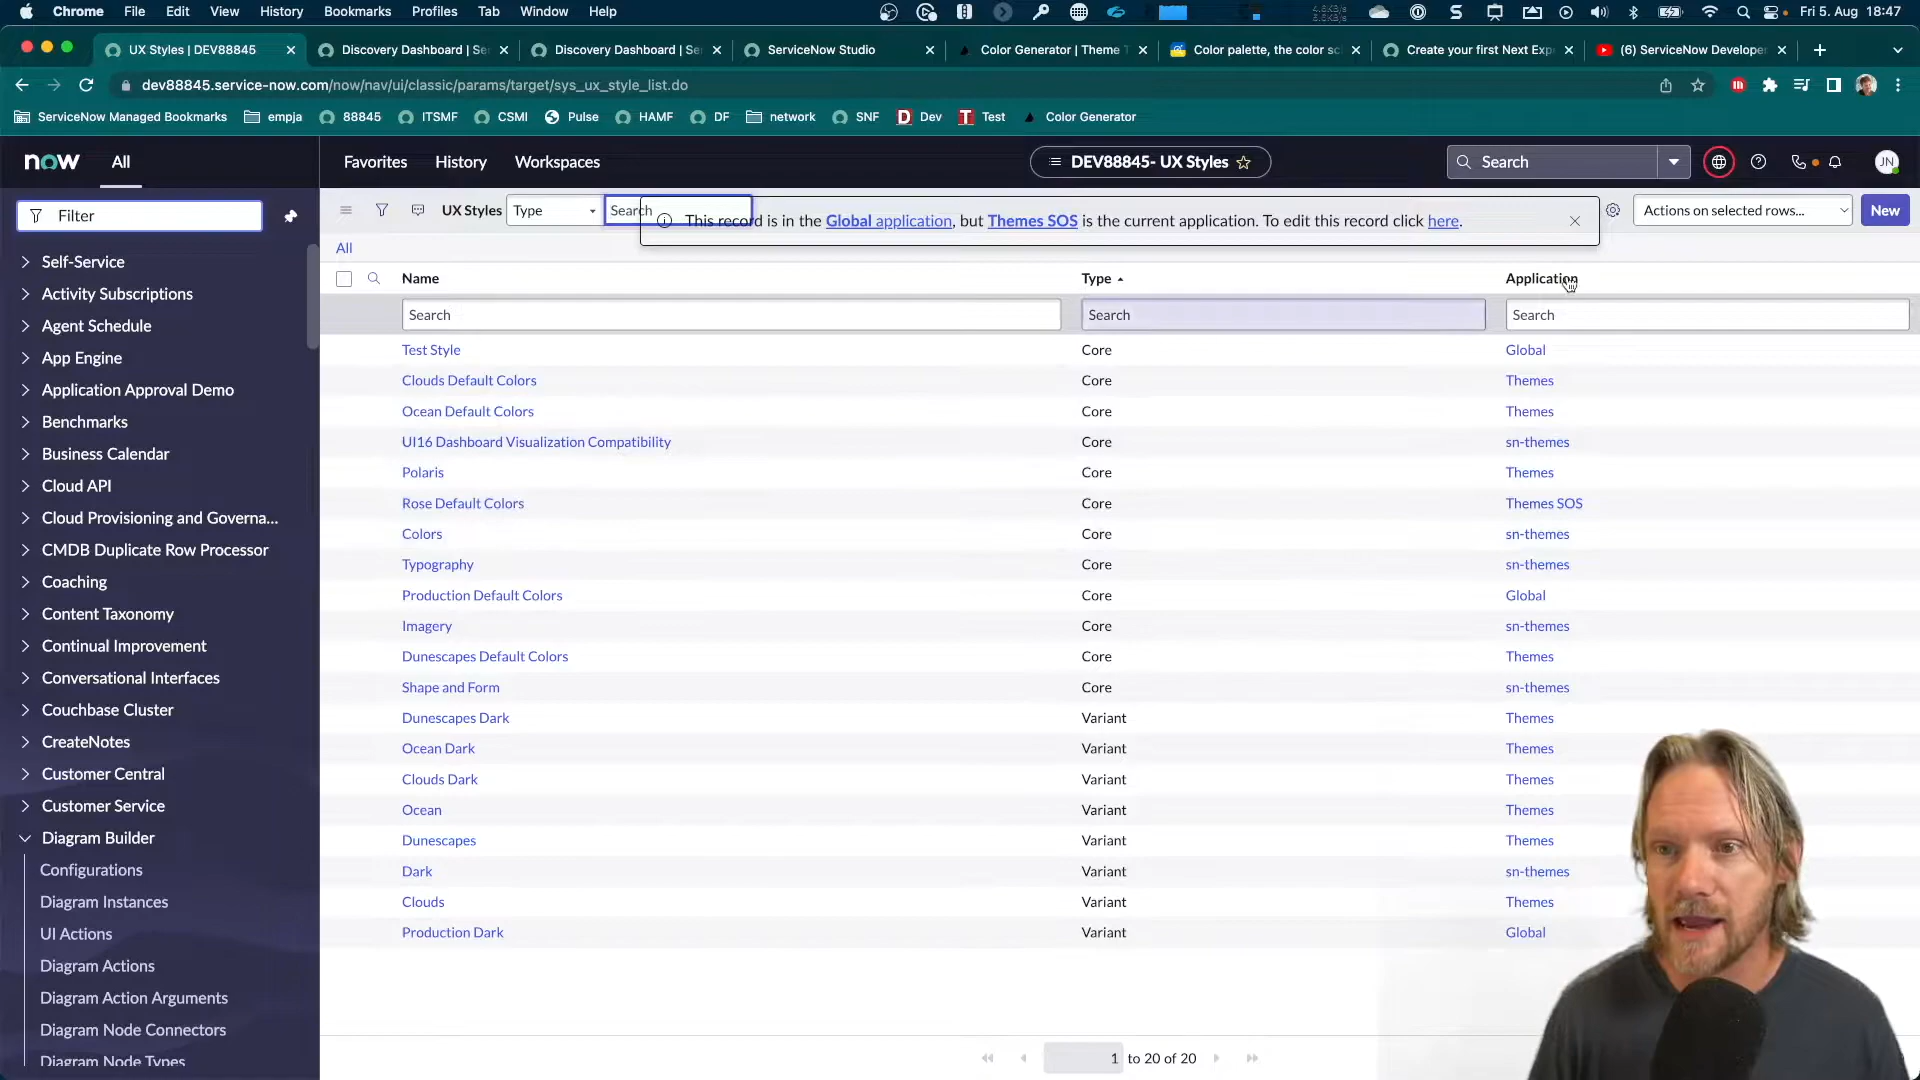 Chrome File Edit View History Bookmarks Profiles Tab Window Help Fri 5. Aug 18:47
UX Styles | DEV88845 Discovery Dashboard | Se Discovery Dashboard | Se ServiceNow Studio Color Generator | Theme T Color palette, the color sc Create your first Next Exp (6) ServiceNow Develope
dev88845.service-now.com/now/nav/ui/classic/params/target/sys_ux_style_list.do
ServiceNow Managed Bookmarks empja 88845 ITSMF CSMI Pulse HAMF DF network SNF Dev Test Color Generator
now All Favorites History Workspaces DEV88845- UX Styles Search JN
Filter
UX Styles Type Search
This record is in the Global application, but Themes SOS is the current application. To edit this record click here.
Actions on selected rows... New
All
Name Type Application
Search Search Search
Test Style Core Global
Clouds Default Colors Core Themes
Ocean Default Colors Core Themes
UI16 Dashboard Visualization Compatibility Core sn-themes
Polaris Core Themes
Rose Default Colors Core Themes SOS
Colors Core sn-themes
Typography Core sn-themes
Production Default Colors Core Global
Imagery Core sn-themes
Dunescapes Default Colors Core Themes
Shape and Form Core sn-themes
Dunescapes Dark Variant Themes
Ocean Dark Variant Themes
Clouds Dark Variant Themes
Ocean Variant Themes
Dunescapes Variant Themes
Dark Variant sn-themes
Clouds Variant Themes
Production Dark Variant Global
1 to 20 of 20
Self-Service
Activity Subscriptions
Agent Schedule
App Engine
Application Approval Demo
Benchmarks
Business Calendar
Cloud API
Cloud Provisioning and Governa...
CMDB Duplicate Row Processor
Coaching
Content Taxonomy
Continual Improvement
Conversational Interfaces
Couchbase Cluster
CreateNotes
Customer Central
Customer Service
Diagram Builder
Configurations
Diagram Instances
UI Actions
Diagram Actions
Diagram Action Arguments
Diagram Node Connectors
Diagram Node Types